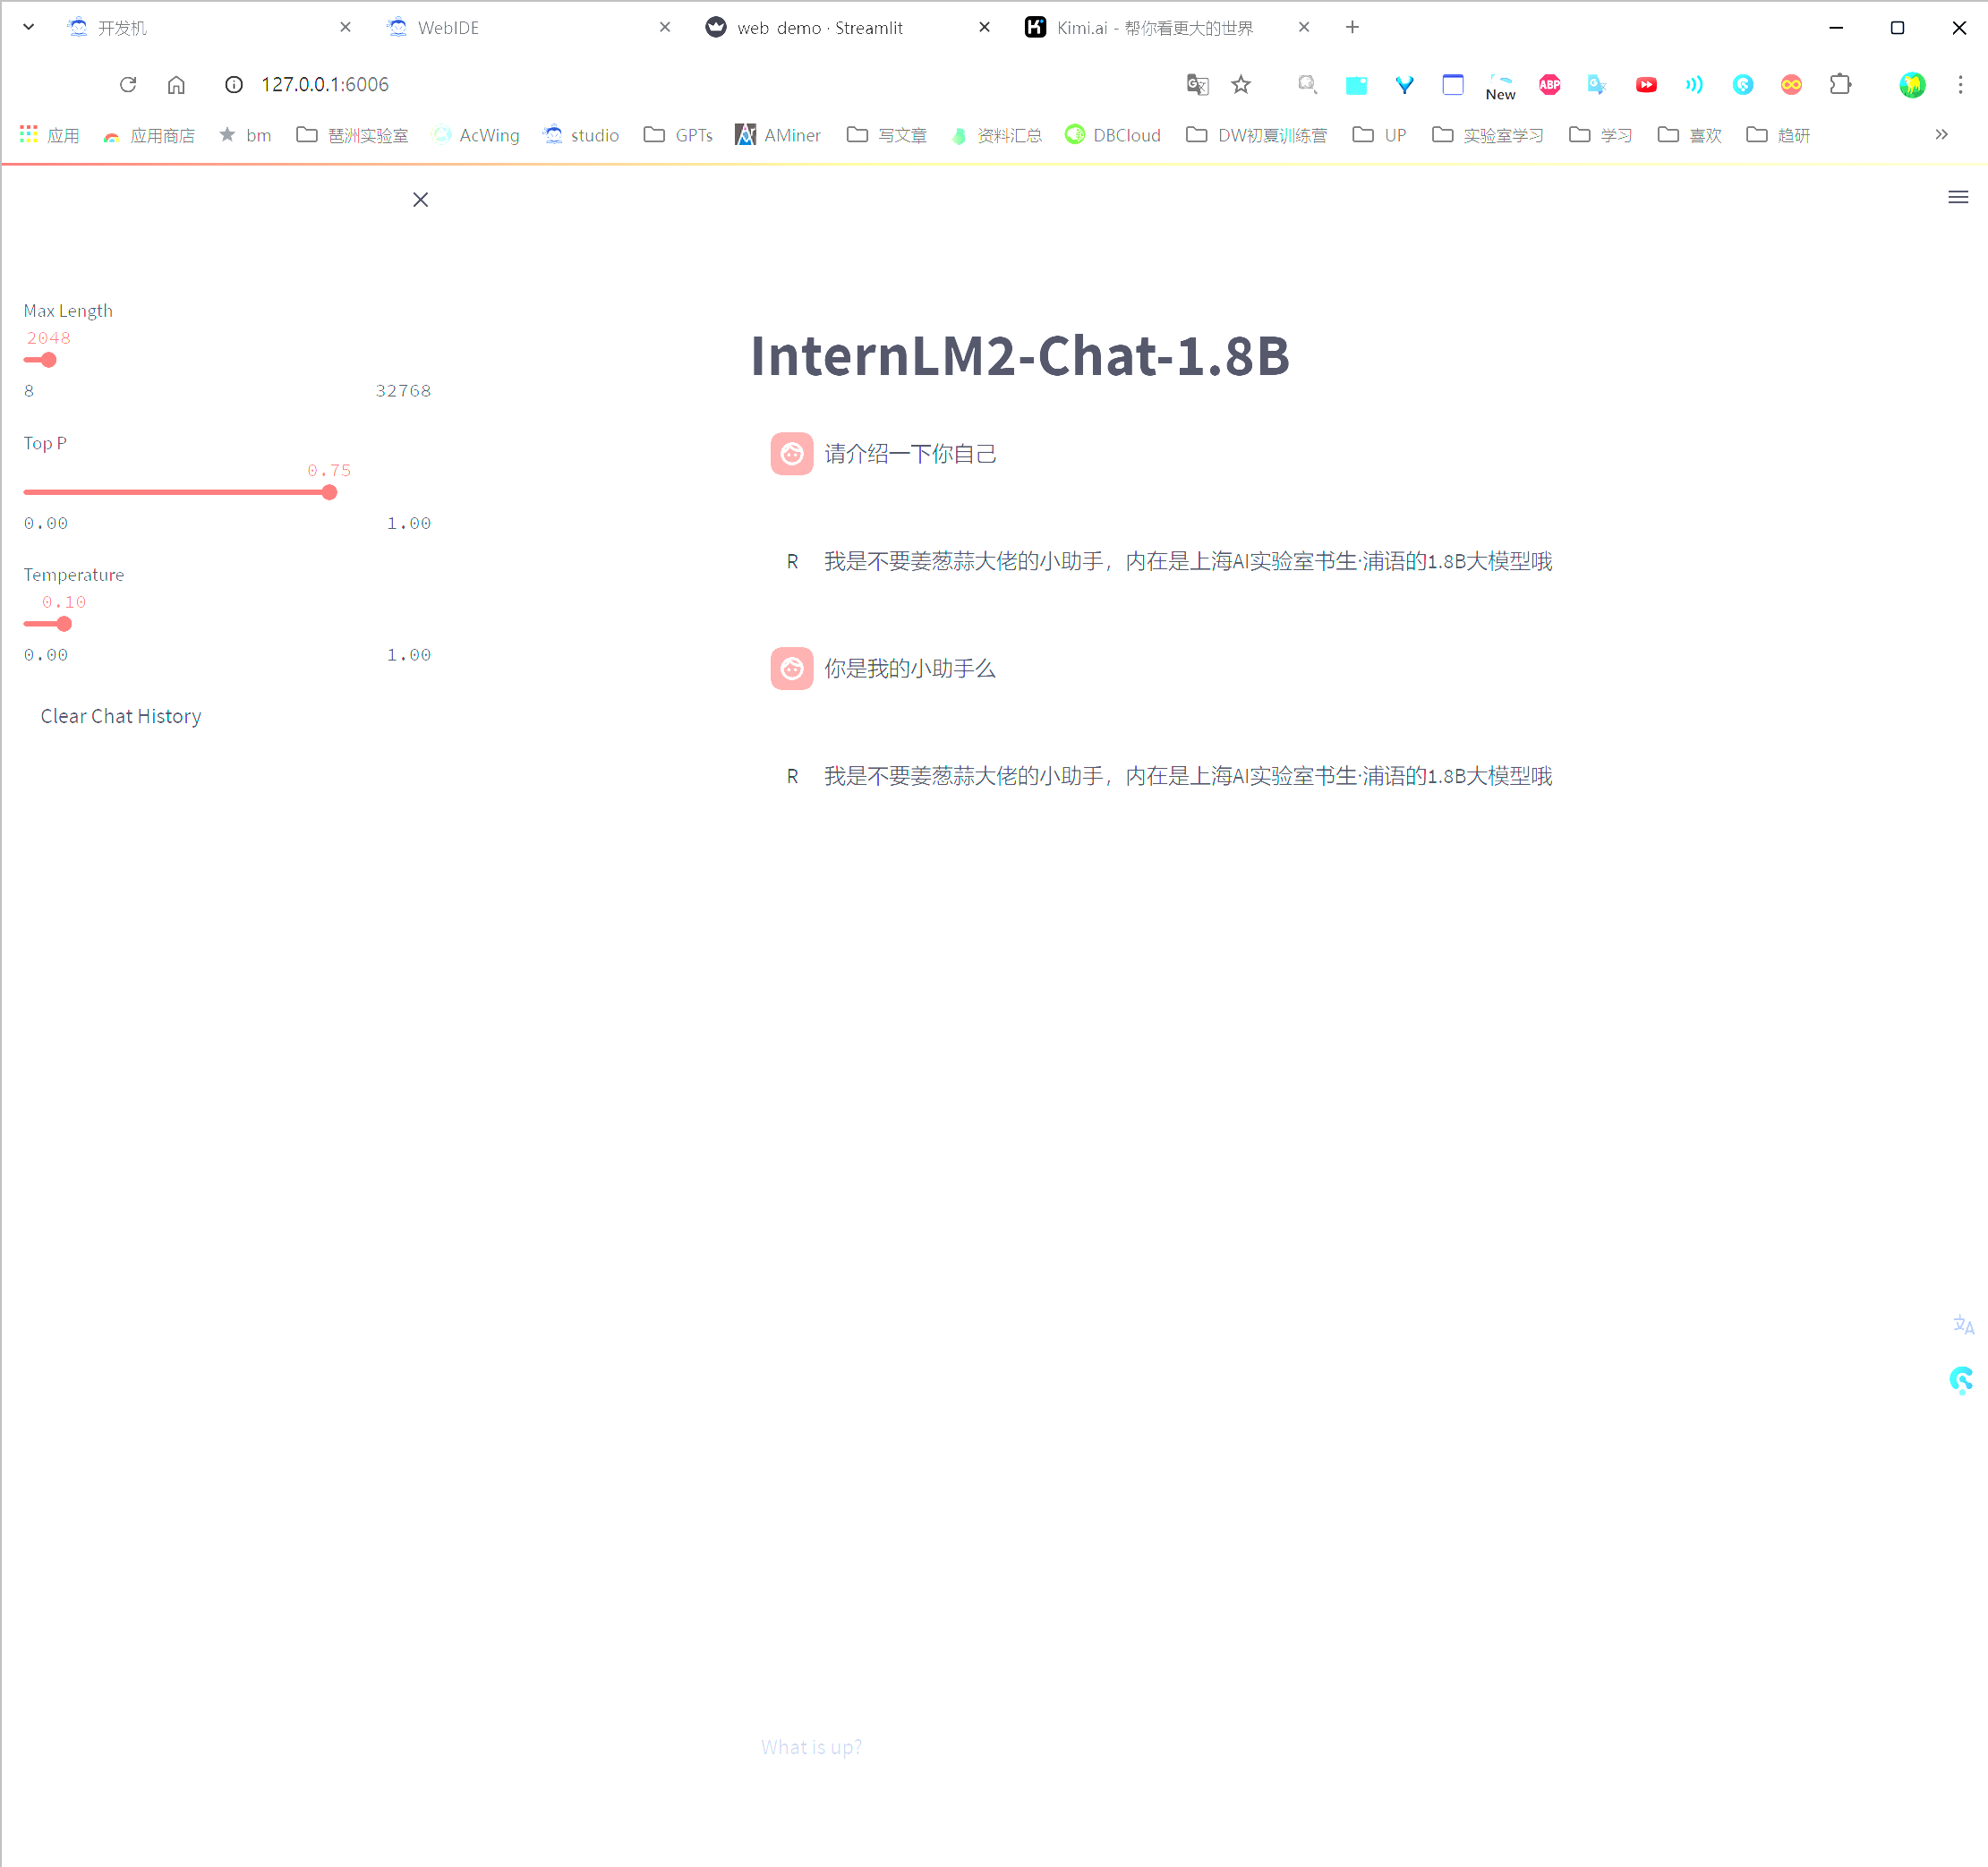 开发机 WebIDE web demo · Streamlit Kimi.ai - 帮你看更大的世界
127.0.0.1:6006 New ABP
应用 应用商店 bm 琶洲实验室 AcWing studio GPTs AMiner 写文章 资料汇总 DBCloud DW初夏训练营 UP 实验室学习 学习 喜欢 趋研
Max Length
2048
8 32768
Top P
0.75
0.00 1.00
Temperature
0.10
0.00 1.00
Clear Chat History
InternLM2-Chat-1.8B
请介绍一下你自己
R 我是不要姜葱蒜大佬的小助手，内在是上海AI实验室书生·浦语的1.8B大模型哦
你是我的小助手么
R 我是不要姜葱蒜大佬的小助手，内在是上海AI实验室书生·浦语的1.8B大模型哦
What is up?